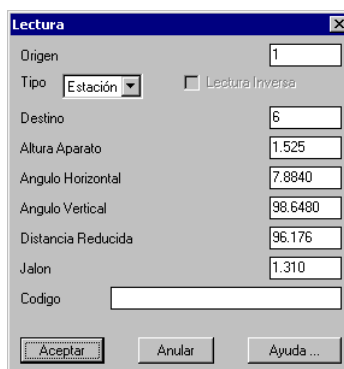 Lectura
Origen 1
Tipo Estación Lectura Inversa
Destino 6
Altura Aparato 1.525
Angulo Horizontal 7.8840
Angulo Vertical 98.6480
Distancia Reducida 96.176
Jalon 1.310
Codigo
Aceptar Anular Ayuda ...